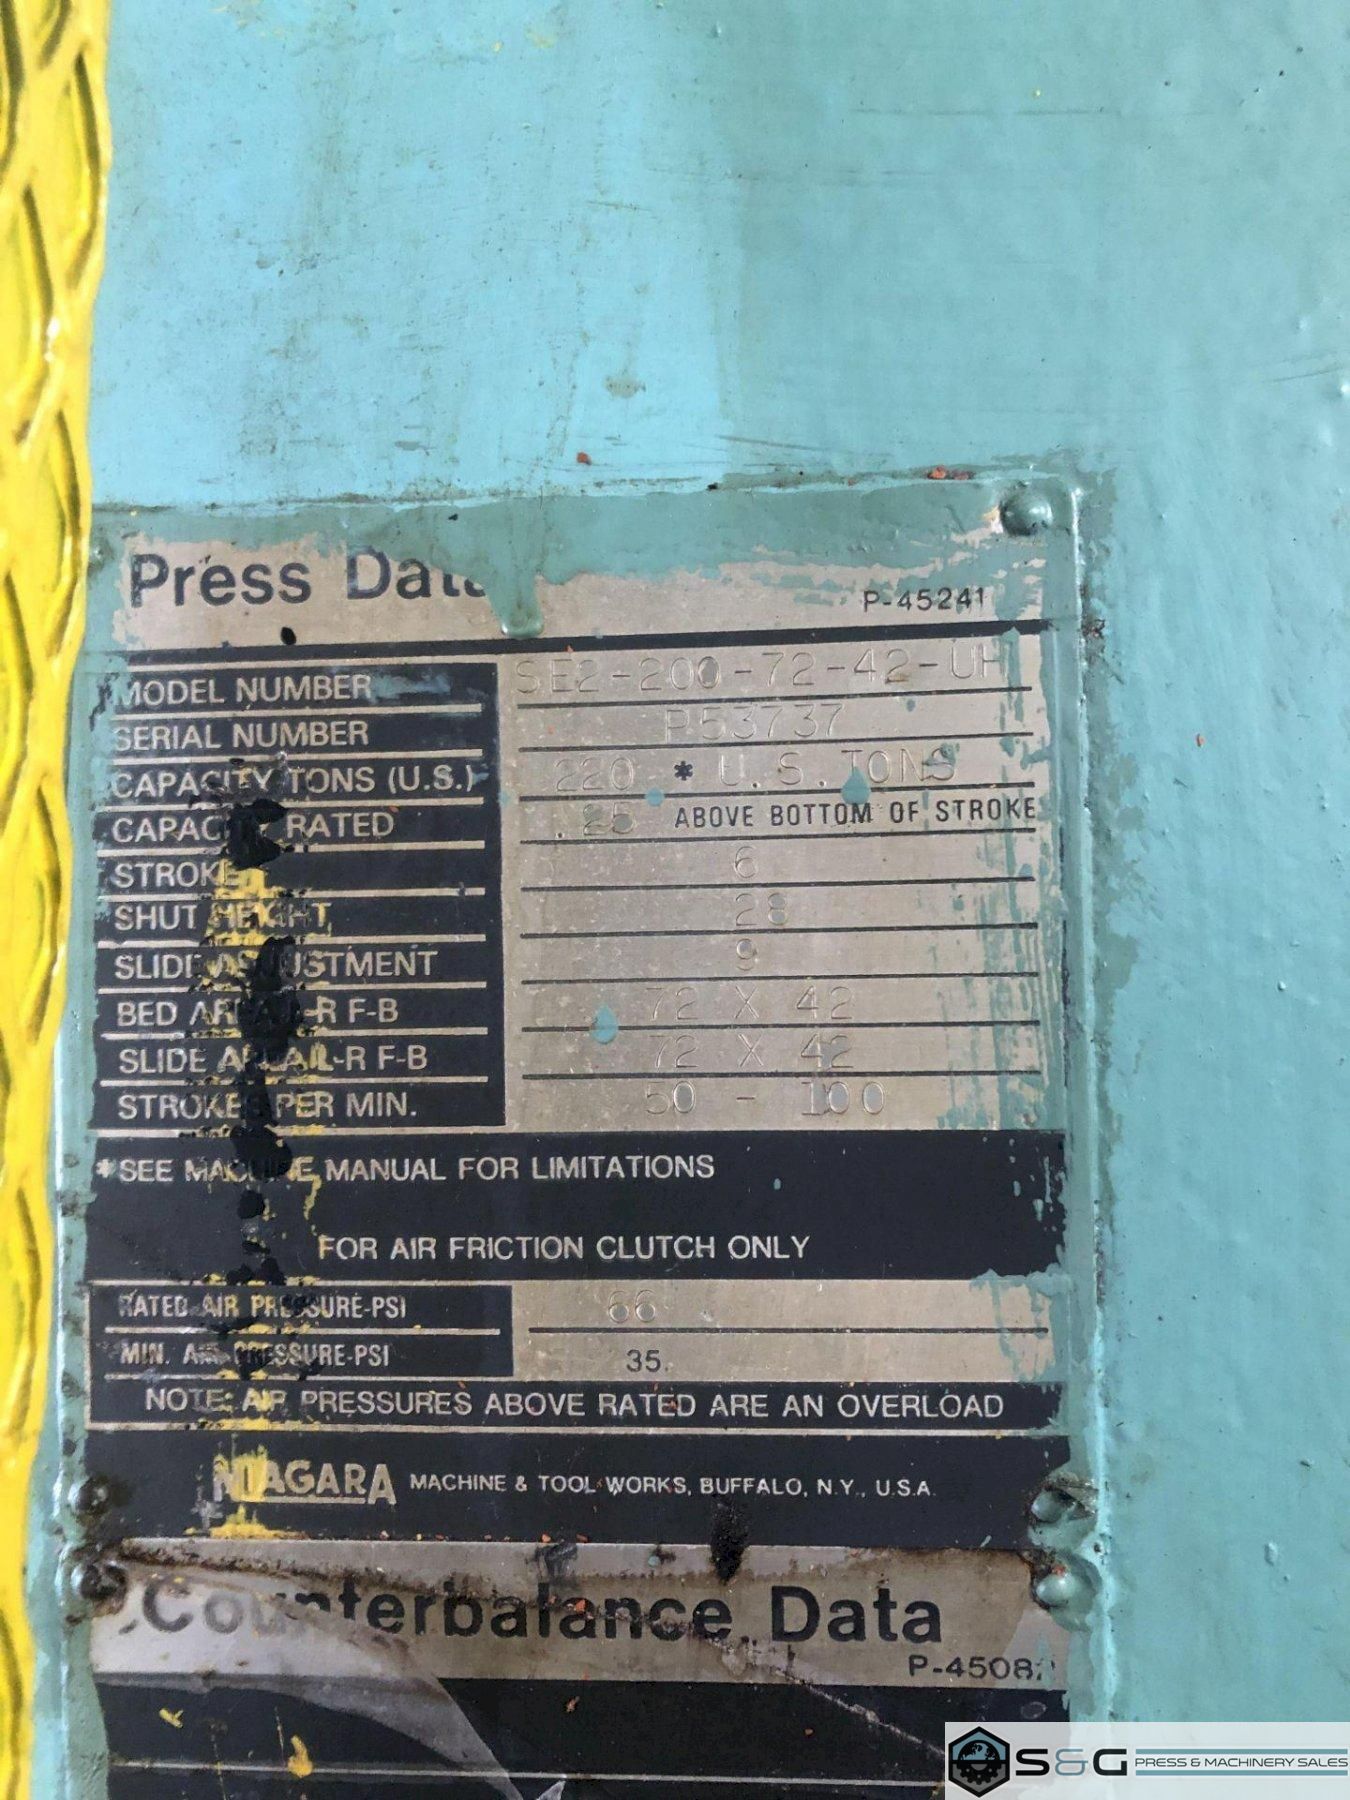 Press Data
P-45241
MODEL NUMBER SE2-200-72-42-UH
SERIAL NUMBER P53737
CAPACITY TONS (U.S.) 220 * U.S. TONS
CAPACITY RATED .25 ABOVE BOTTOM OF STROKE
STROKE 6
SHUT HEIGHT 28
SLIDE ADJUSTMENT 9
BED AREA L-R F-B 72 X 42
SLIDE AREA L-R F-B 72 X 42
STROKES PER MIN. 50 - 100
*SEE MACHINE MANUAL FOR LIMITATIONS
FOR AIR FRICTION CLUTCH ONLY
RATED AIR PRESSURE-PSI 66
MIN. AIR PRESSURE-PSI 35.
NOTE: AIR PRESSURES ABOVE RATED ARE AN OVERLOAD
NIAGARA MACHINE & TOOL WORKS, BUFFALO, N.Y., U.S.A.
Counterbalance Data
S&G PRESS & MACHINERY SALES